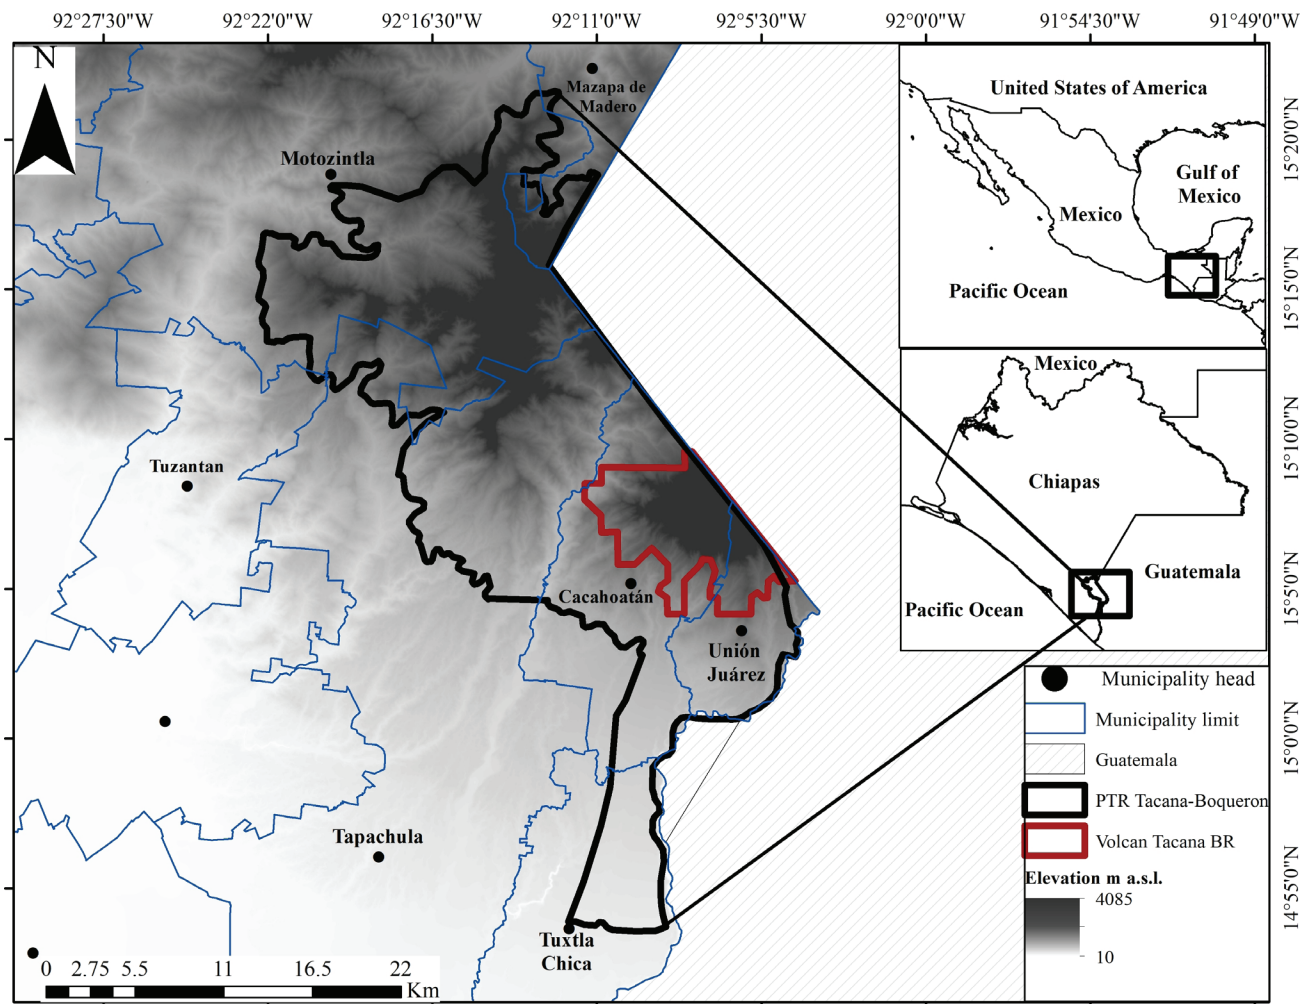 92°27'30"W
92°22'0"W
92°16'30"W
92°11'0"W
92°5'30"W
92°0'0"W
91°54'30"W
91°49'0"W
N
Mazapa de
Madero
Motozintla
Tuzantan
Cacahoatán
Unión
Juárez
Tapachula
Tuxtla
Chica
0 2.75 5.5 11 16.5 22
Km
United States of America
Gulf of
Mexico
Mexico
Pacific Ocean
Mexico
Chiapas
Guatemala
Pacific Ocean
Municipality head
Municipality limit
Guatemala
PTR Tacana-Boqueron
Volcan Tacana BR
Elevation m a.s.l.
4085
10
15°20'0"N
15°15'0"N
15°10'0"N
15°5'0"N
15°0'0"N
14°55'0"N